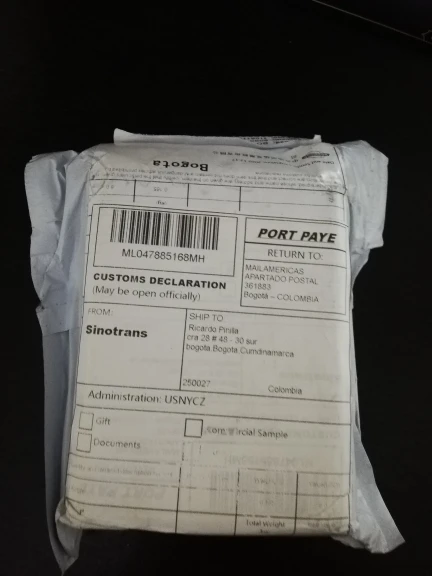 Bogota
ML047885168MH
PORT PAYE
RETURN TO:
MAILAMERICAS
APARTADO POSTAL
361883
Bogotá – COLOMBIA
CUSTOMS DECLARATION
(May be open officially)
FROM:
Sinotrans
SHIP TO:
Ricardo Pinilla
cra 28 # 48 - 30 sur
bogota,Bogota,Cundinamarca
250027
Colombia
Administration: USNYCZ
Gift
Commercial Sample
Documents
Total Weight